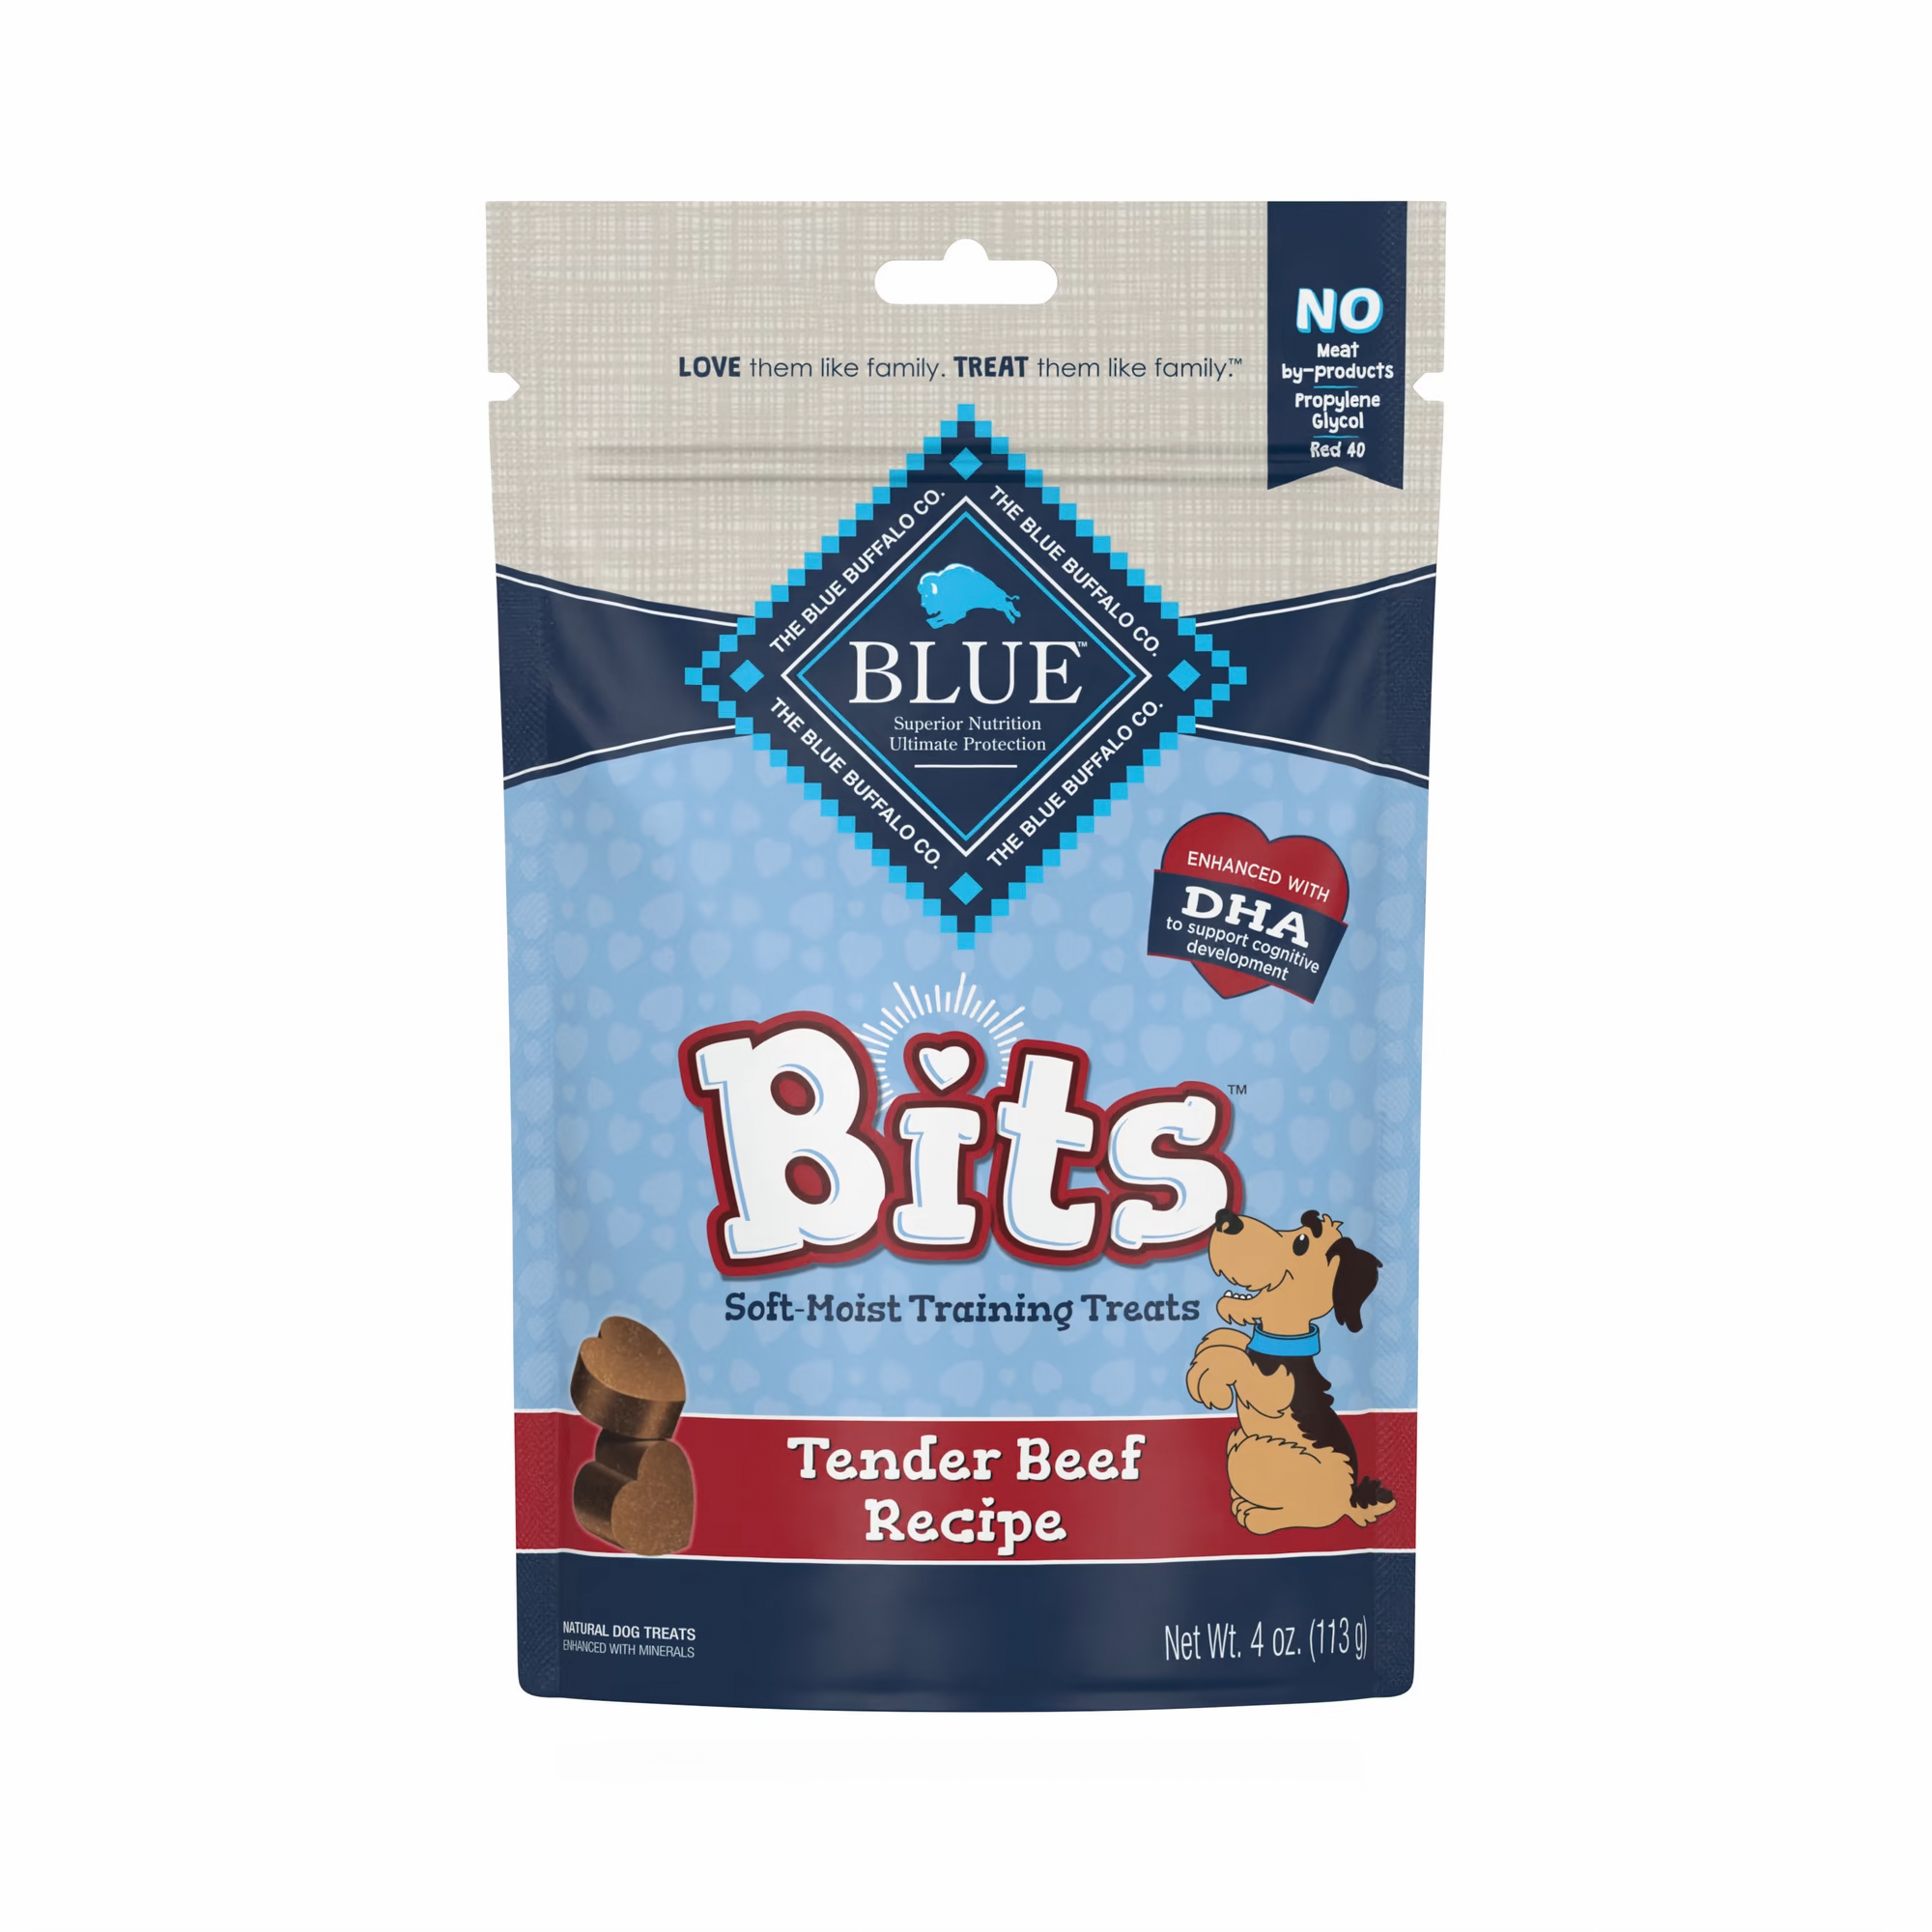 NO
Meat
by-products
Propylene
Glycol
Red 40
LOVE them like family. TREAT them like family.™
THE BLUE BUFFALO CO.
THE BLUE BUFFALO CO.
BLUE™
Superior Nutrition
Ultimate Protection
THE BLUE BUFFALO CO.
THE BLUE BUFFALO CO.
ENHANCED WITH
DHA
to support cognitive
development
Bits™
Soft-Moist Training Treats
Tender Beef
Recipe
NATURAL DOG TREATS
ENHANCED WITH MINERALS
Net Wt. 4 oz. (113 g)